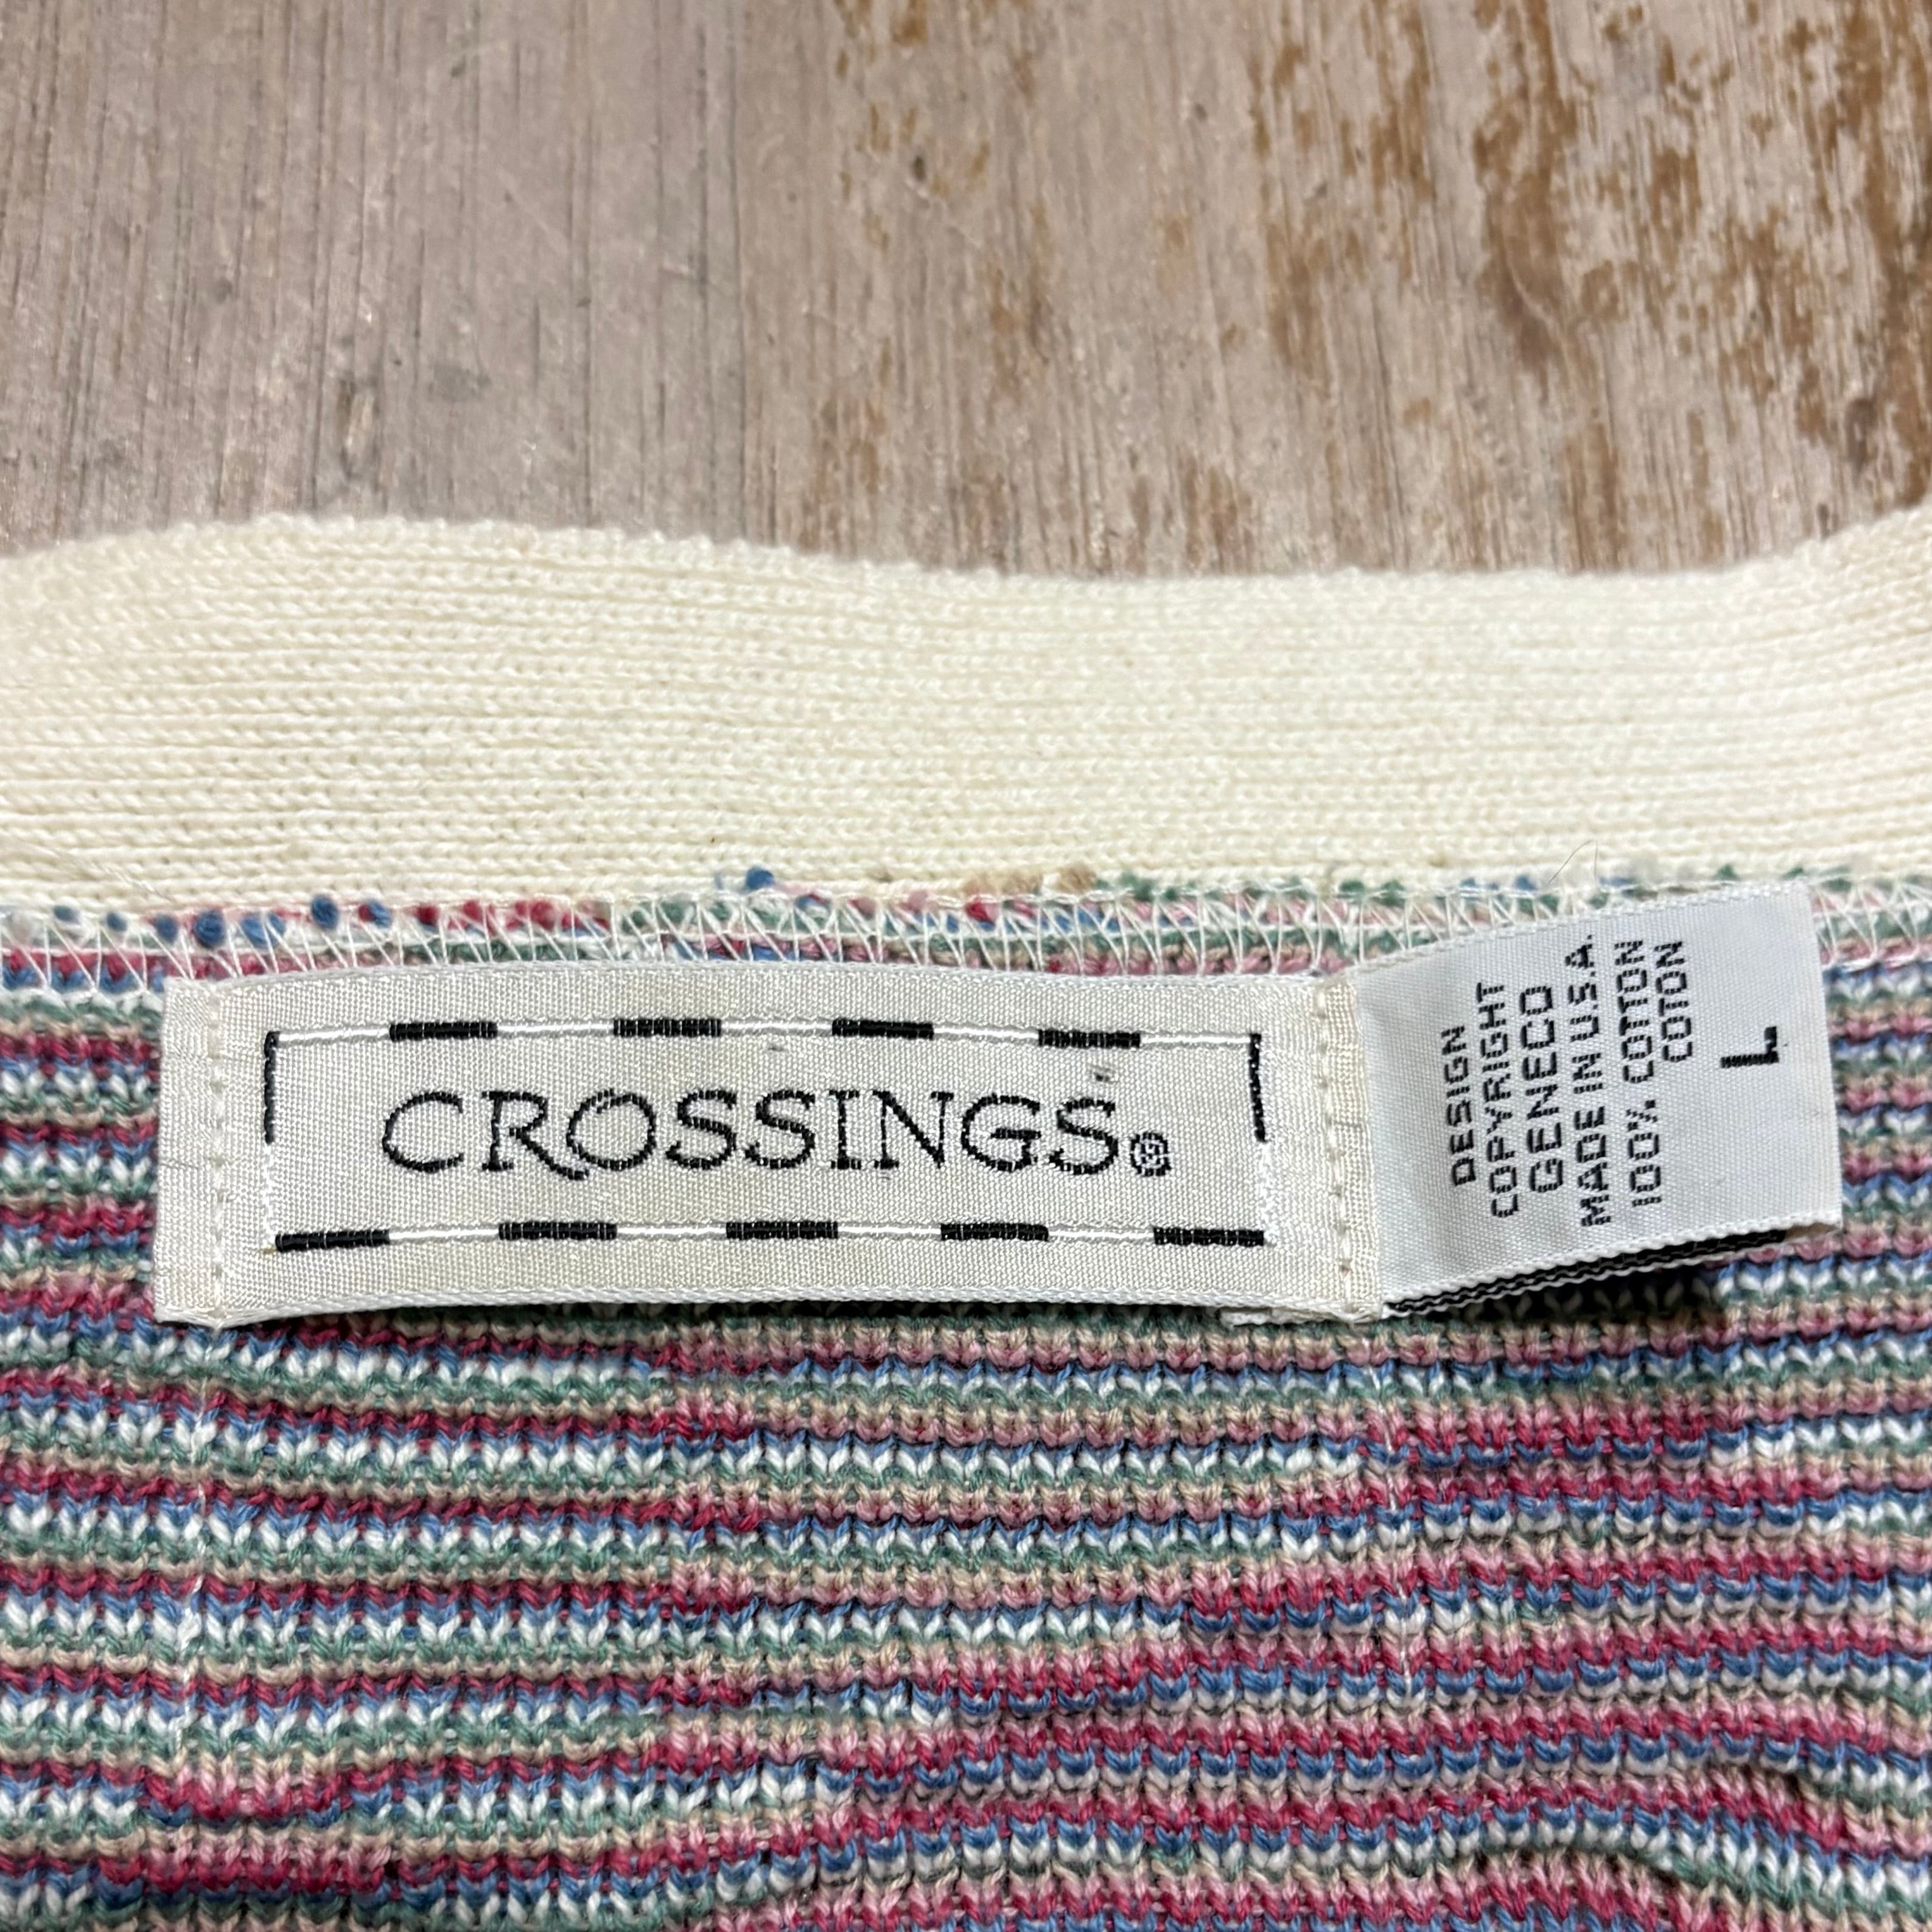 CROSSINGS®
DESIGN
COPYRIGHT
GENECO
MADE IN U.S.A.
100% COTTON
COTON
L